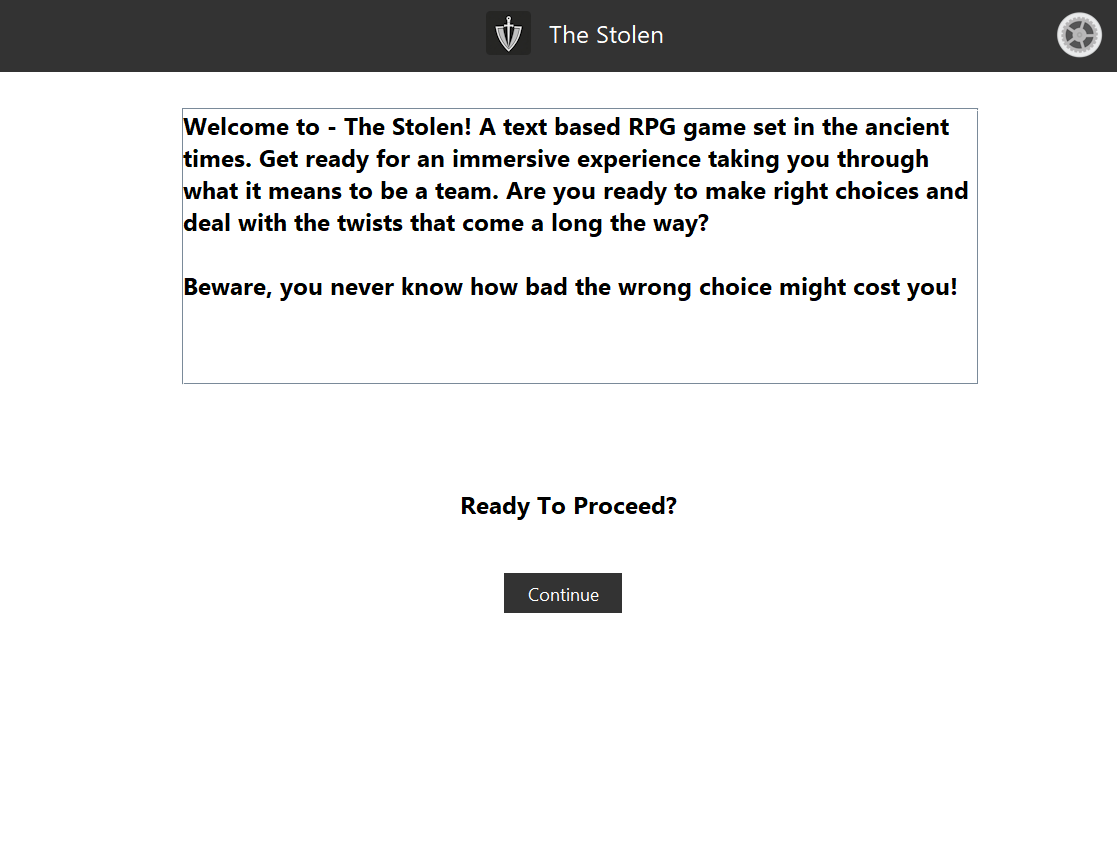 The Stolen
Welcome to - The Stolen! A text based RPG game set in the ancient
times. Get ready for an immersive experience taking you through
what it means to be a team. Are you ready to make right choices and
deal with the twists that come a long the way?
Beware, you never know how bad the wrong choice might cost you!
Ready To Proceed?
Continue